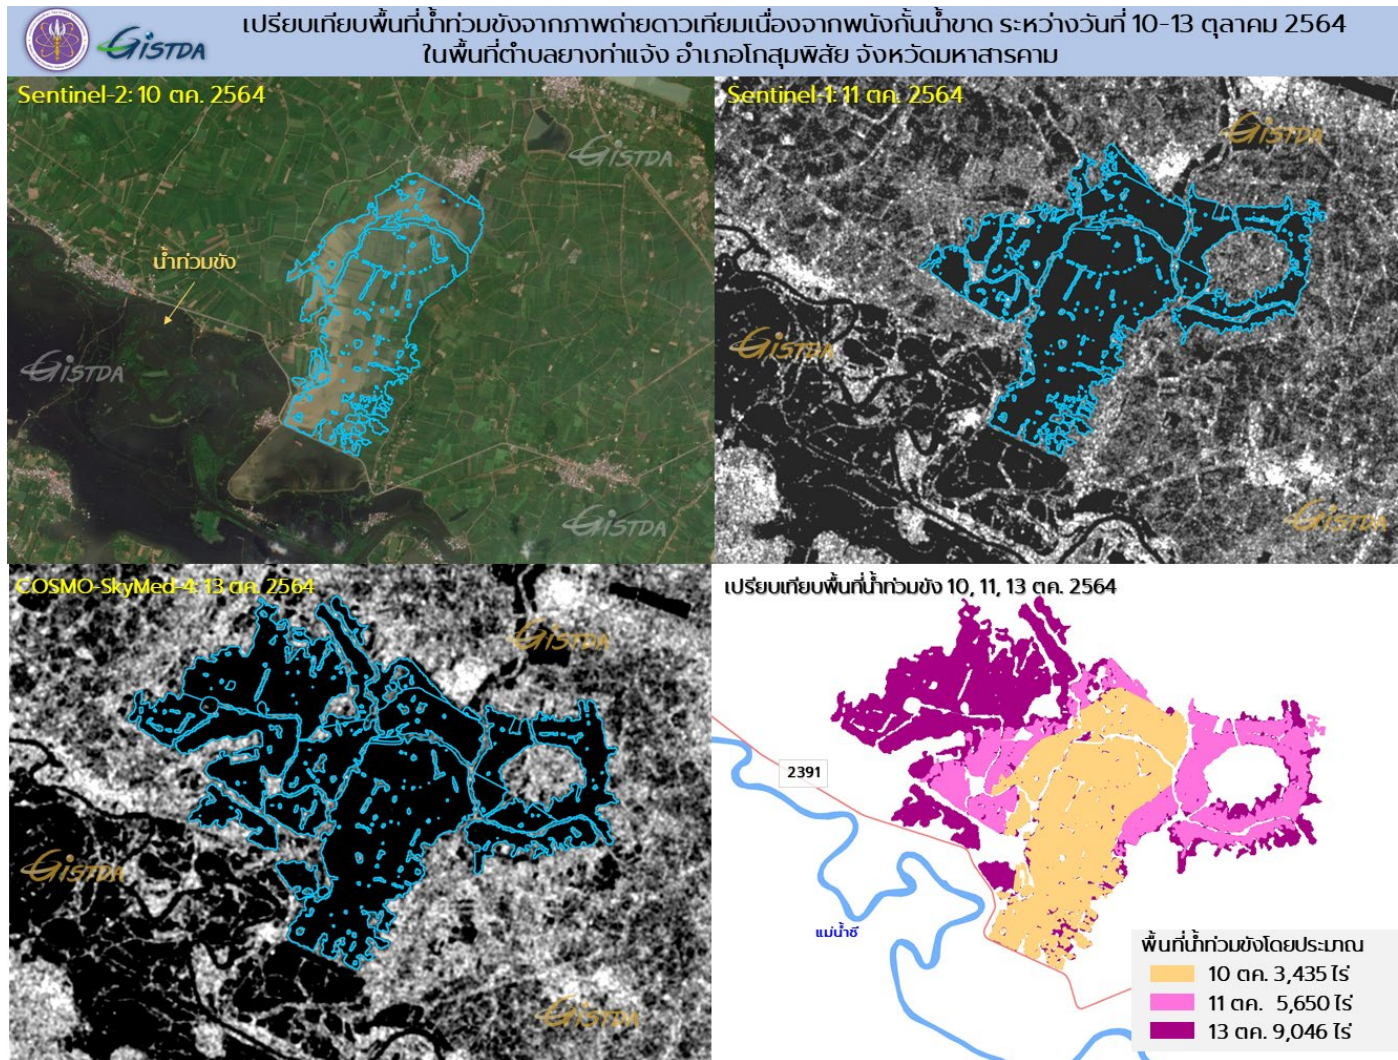 GISTDA
เปรียบเทียบพื้นที่น้ำท่วมขังจากภาพถ่ายดาวเทียมเนื่องจากพนังกั้นน้ำขาด ระหว่างวันที่ 10-13 ตุลาคม 2564
ในพื้นที่ตำบลยางท่าแจ้ง อำเภอโกสุมพิสัย จังหวัดมหาสารคาม
Sentinel-2: 10 ตค. 2564
GISTDA
น้ำท่วมขัง
GISTDA
GISTDA
Sentinel-1: 11 ตค. 2564
GISTDA
GISTDA
GISTDA
COSMO-SkyMed-4: 13 ตค. 2564
GISTDA
GISTDA
GISTDA
เปรียบเทียบพื้นที่น้ำท่วมขัง 10, 11, 13 ตค. 2564
2391
แม่น้ำชี
พื้นที่น้ำท่วมขังโดยประมาณ
10 ตค. 3,435 ไร่
11 ตค. 5,650 ไร่
13 ตค. 9,046 ไร่